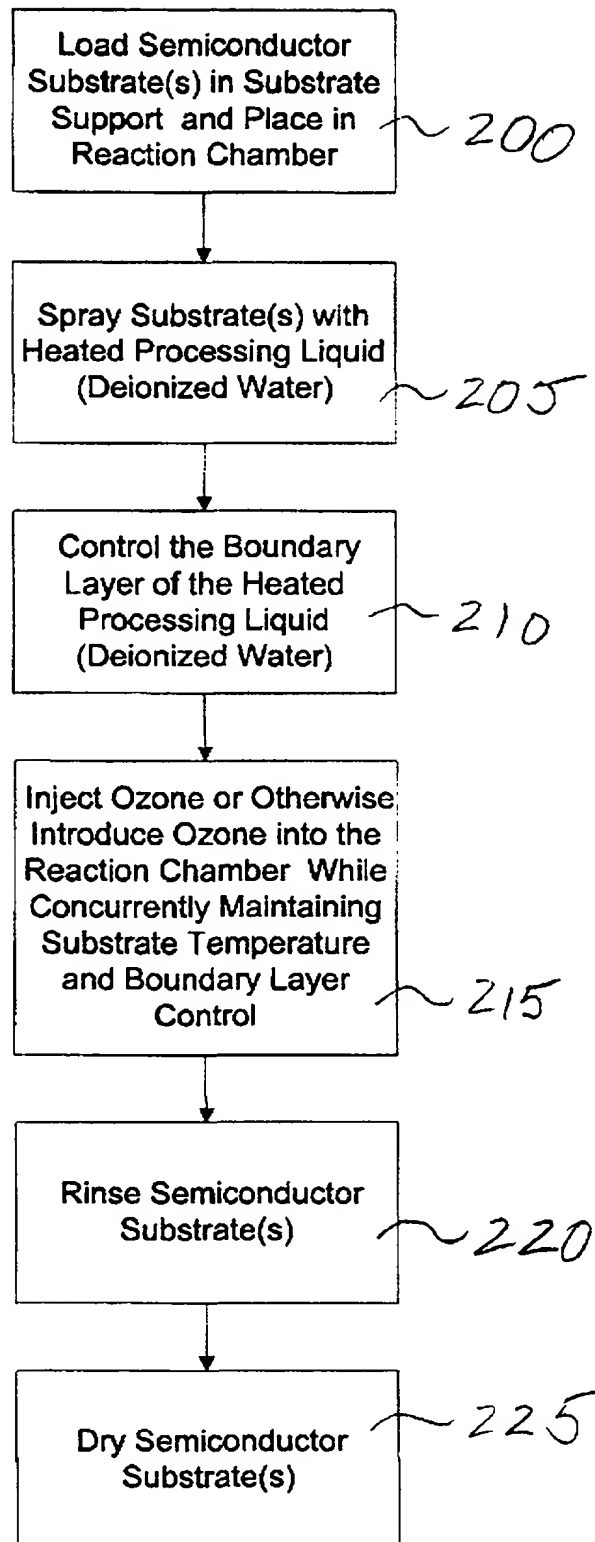 Load Semiconductor
Substrate(s) in Substrate
Support and Place in
Reaction Chamber
200
Spray Substrate(s) with
Heated Processing Liquid
(Deionized Water)
205
Control the Boundary
Layer of the Heated
Processing Liquid
(Deionized Water)
210
Inject Ozone or Otherwise
Introduce Ozone into the
Reaction Chamber While
Concurrently Maintaining
Substrate Temperature
and Boundary Layer
Control
215
Rinse Semiconductor
Substrate(s)
220
Dry Semiconductor
Substrate(s)
225